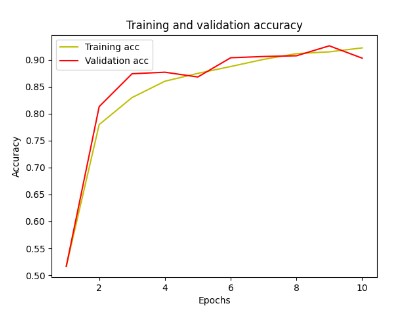 Training and validation accuracy
Training acc
Validation acc
0.90
0.85
0.80
0.75
0.70
0.65
0.60
0.55
0.50
Accuracy
2 4 6 8 10
Epochs